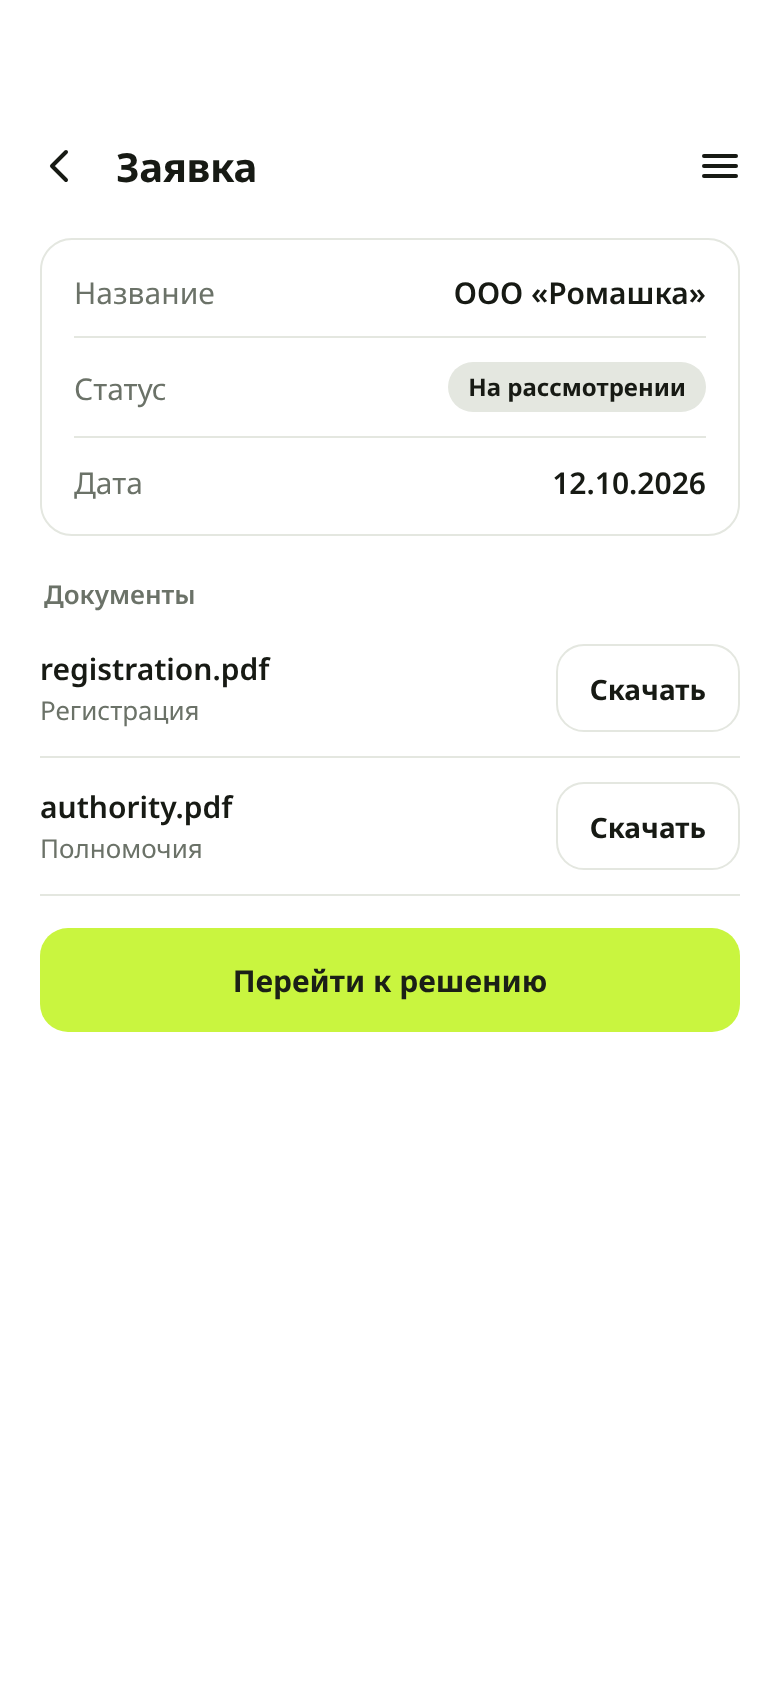 Заявка
Название ООО «Ромашка»
Статус На рассмотрении
Дата 12.10.2026
Документы
registration.pdf
Регистрация
Скачать
authority.pdf
Полномочия
Скачать
Перейти к решению